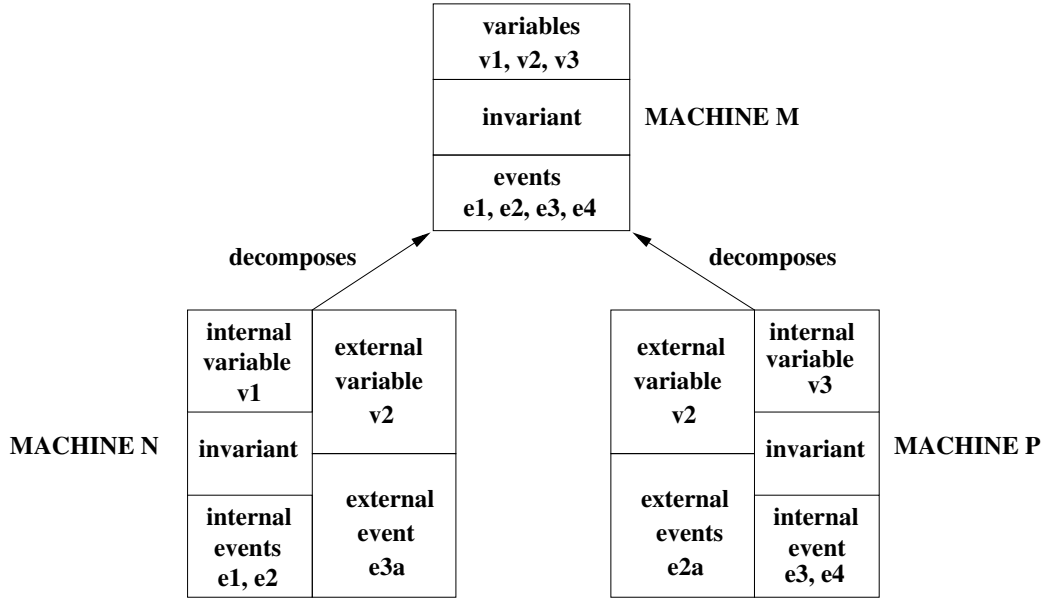 variables
v1, v2, v3
invariant
MACHINE M
events
e1, e2, e3, e4
decomposes
decomposes
MACHINE N
internal
variable
v1
invariant
internal
events
e1, e2
external
variable
v2
external
event
e3a
external
variable
v2
external
events
e2a
internal
variable
v3
invariant
internal
event
e3, e4
MACHINE P